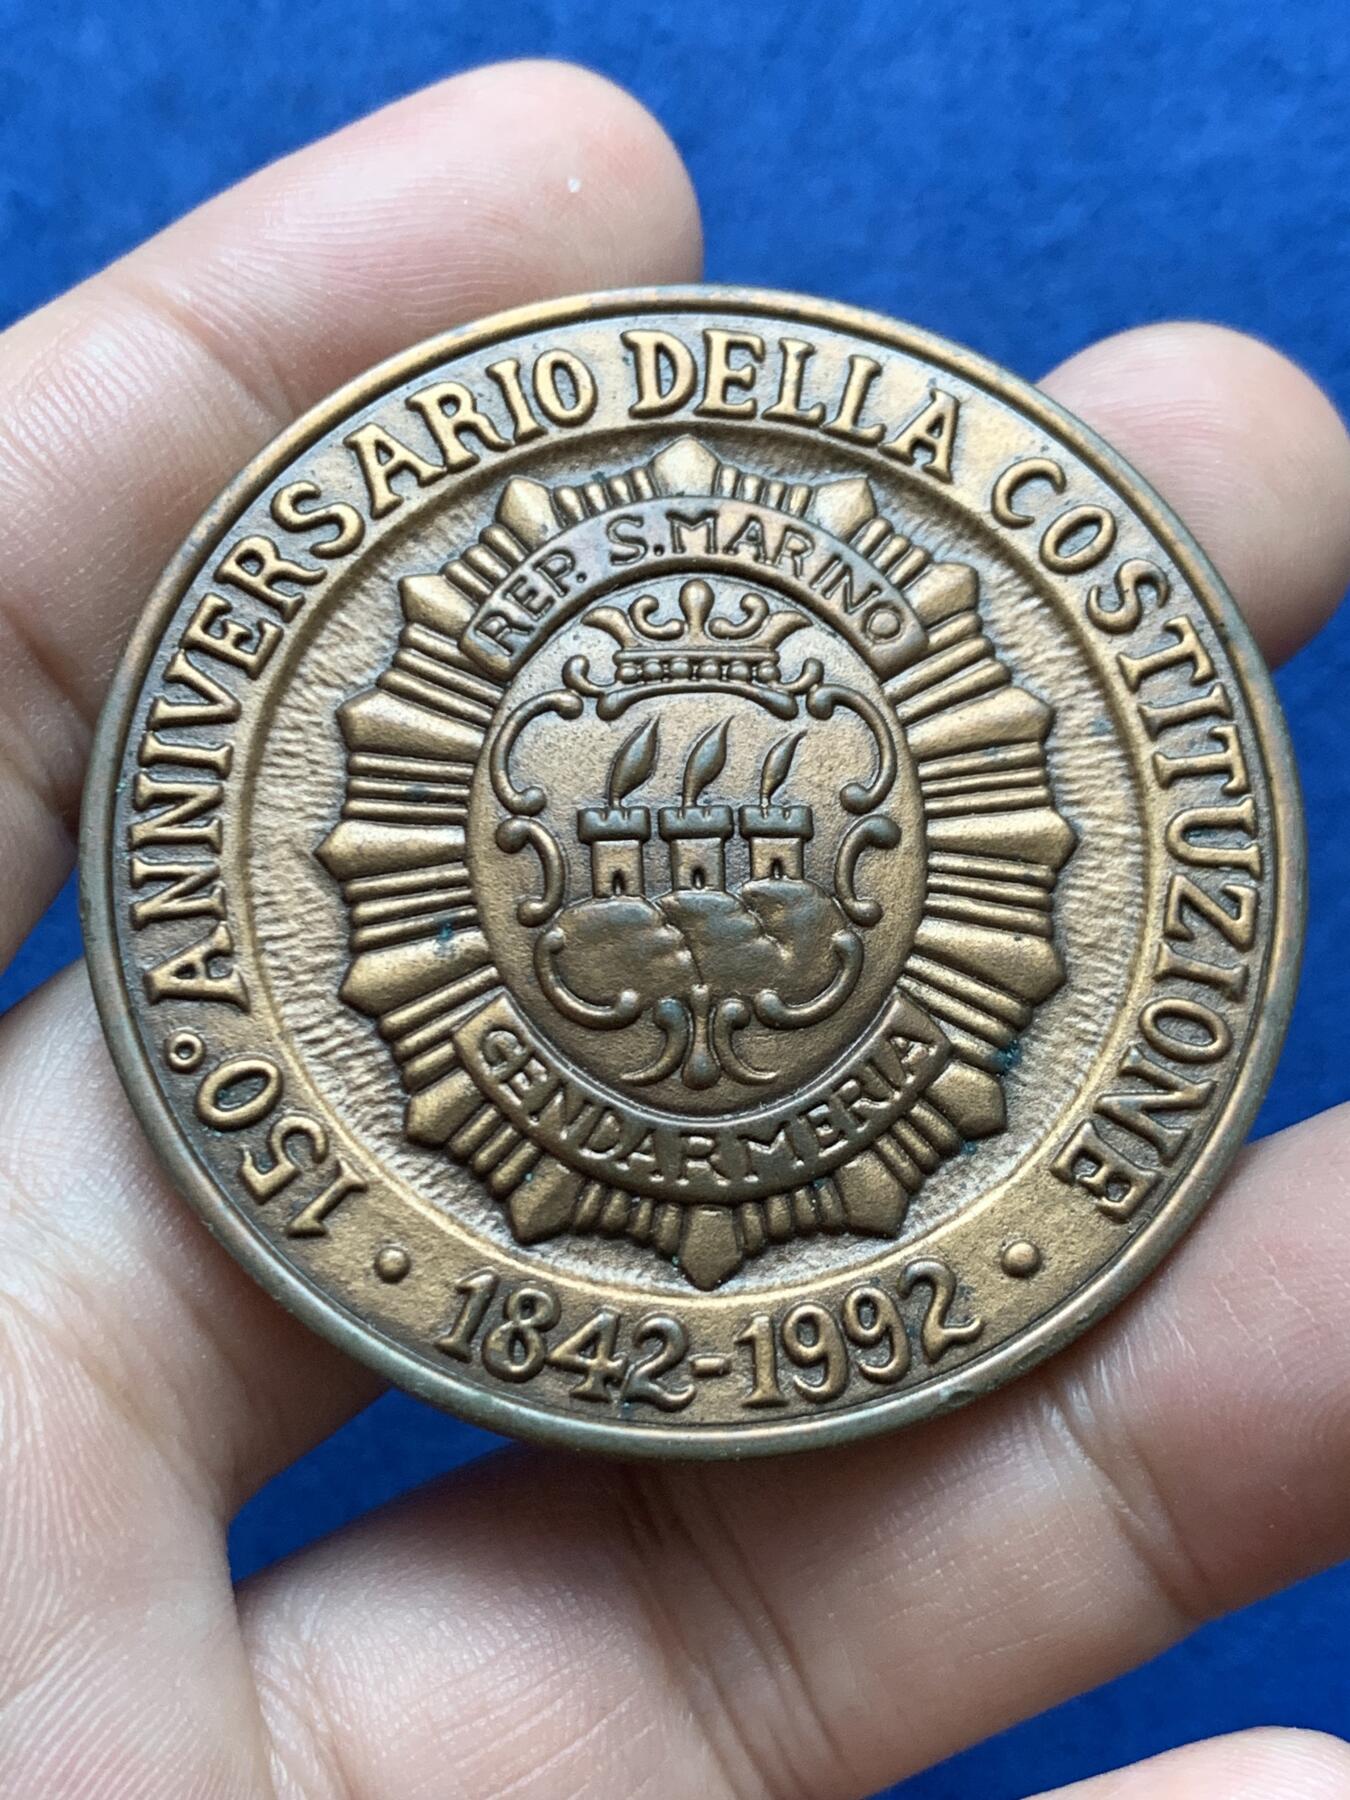 150° ANNIVERSARIO DELLA COSTITUZIONE
REP. S.MARINO
GENDARMERIA
• 1842-1992 •